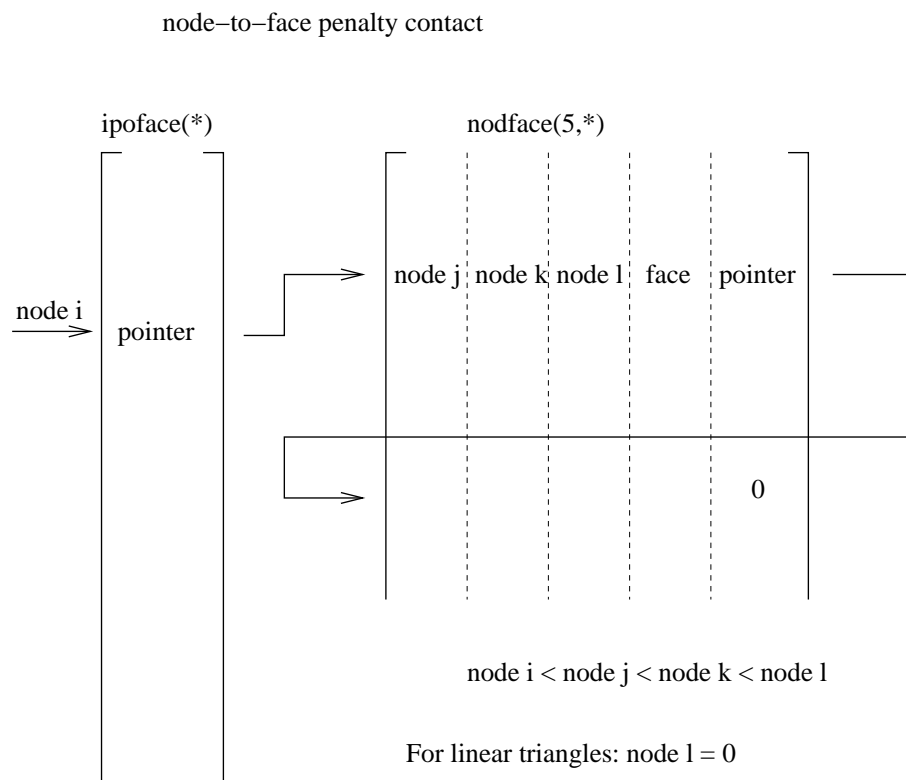 node−to−face penalty contact
ipoface(*)
nodface(5,*)
node j node k node l face pointer
node i
pointer
0
node i < node j < node k < node l
For linear triangles: node l = 0